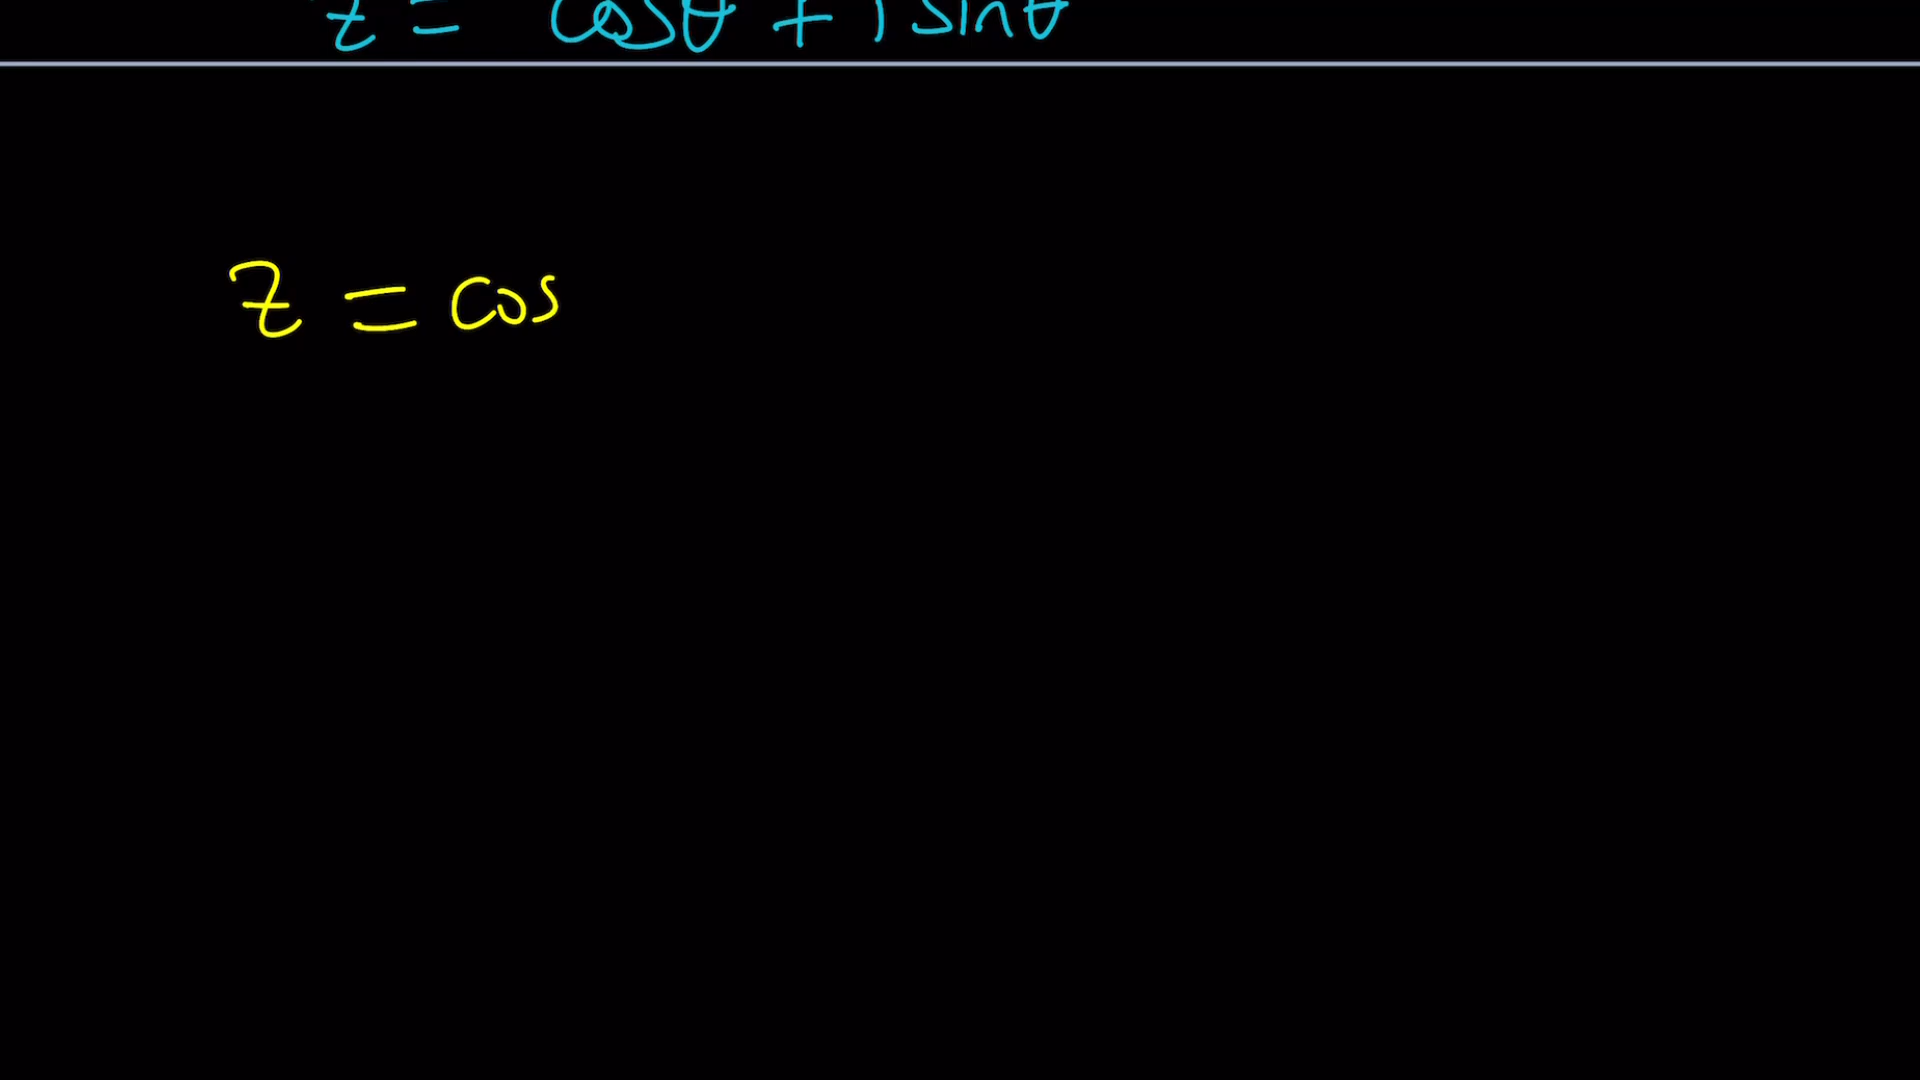 z = cosθ + i sinθ
z = cos